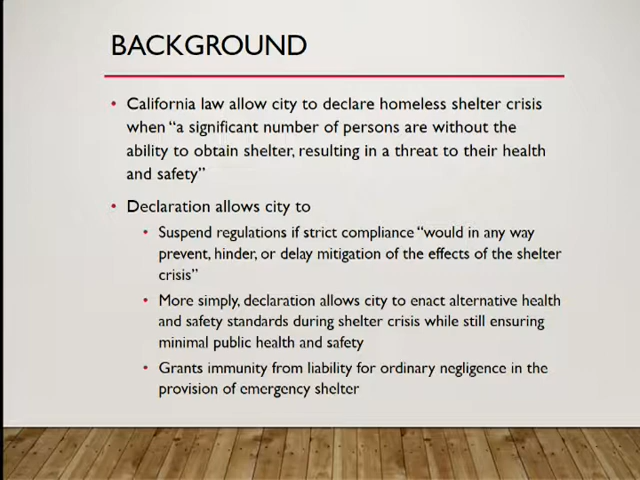 BACKGROUND
• California law allow city to declare homeless shelter crisis
when “a significant number of persons are without the
ability to obtain shelter, resulting in a threat to their health
and safety”
• Declaration allows city to
• Suspend regulations if strict compliance “would in any way
prevent, hinder, or delay mitigation of the effects of the shelter
crisis”
• More simply, declaration allows city to enact alternative health
and safety standards during shelter crisis while still ensuring
minimal public health and safety
• Grants immunity from liability for ordinary negligence in the
provision of emergency shelter